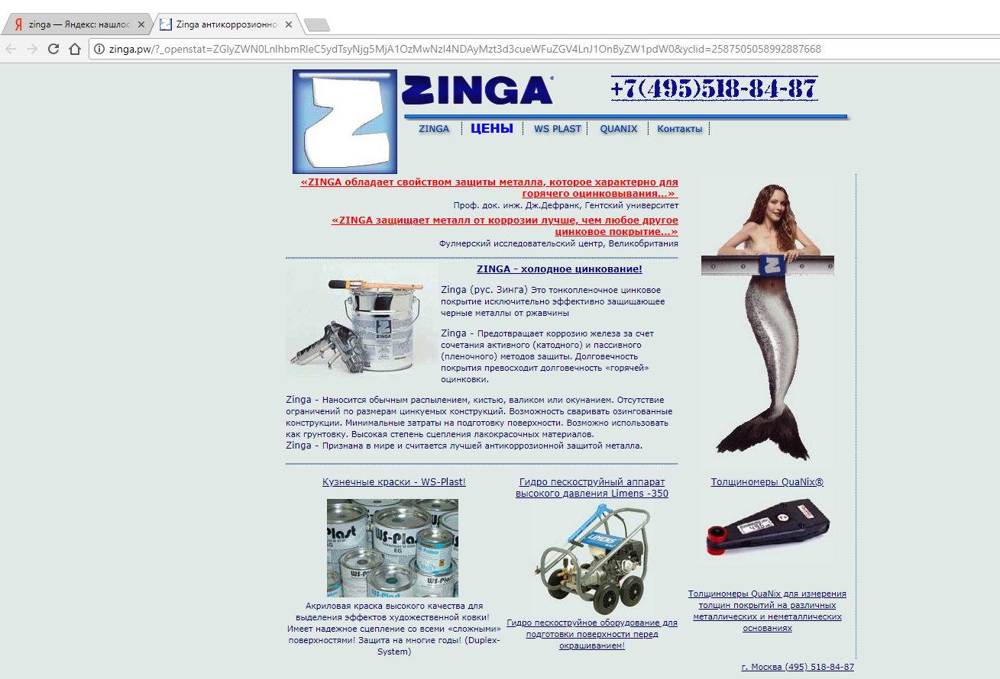 zinga — Яндекс: нашлос
Zinga антикоррозионно
zinga.pw/?_openstat=ZGlyZWN0LnlhbmRleC5ydTsyNjg5MjA1OzMwNzI4NDAyMzt3d3cueWFuZGV4LnJ1OnByZW1pdW0&yclid=2587505058992887668
ZINGA
+7(495)518-84-87
ZINGA
ЦЕНЫ
WS PLAST
QUANIX
Контакты
«ZINGA обладает свойством защиты металла, которое характерно для
горячего оцинковывания...»
Проф. док. инж. Дж.Дефранк, Гентский университет
«ZINGA защищает металл от коррозии лучше, чем любое другое
цинковое покрытие...»
Фулмерский исследовательский центр, Великобритания
ZINGA - холодное цинкование!
Zinga (рус. Зинга) Это тонкопленочное цинковое
покрытие исключительно эффективно защищающее
черные металлы от ржавчины
Zinga - Предотвращает коррозию железа за счет
сочетания активного (катодного) и пассивного
(пленочного) методов защиты. Долговечность
покрытия превосходит долговечность «горячей»
оцинковки.
ZINGA
Zinga - Наносится обычным распылением, кистью, валиком или окунанием. Отсутствие
ограничений по размерам цинкуемых конструкций. Возможность сваривать озингованные
конструкции. Минимальные затраты на подготовку поверхности. Возможно использовать
как грунтовку. Высокая степень сцепления лакокрасочных материалов.
Zinga - Признана в мире и считается лучшей антикоррозионной защитой металла.
Кузнечные краски - WS-Plast!
WS-Plast
EG
Акриловая краска высокого качества для
выделения эффектов художественной ковки!
Имеет надежное сцепление со всеми «сложными»
поверхностями! Защита на многие годы! (Duplex-
System)
Гидро пескоструйный аппарат
высокого давления Limens -350
LIMENS
Гидро пескоструйное оборудование для
подготовки поверхности перед
окрашиванием!
Толщиномеры QuaNix®
Толщиномеры QuaNix для измерения
толщин покрытий на различных
металлических и неметаллических
основаниях
г. Москва (495) 518-84-87